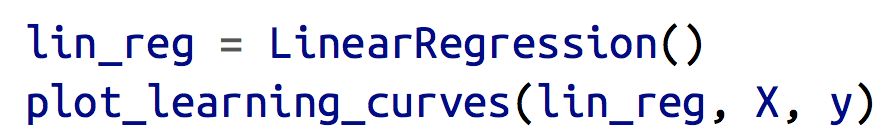 lin_reg = LinearRegression()
plot_learning_curves(lin_reg, X, y)